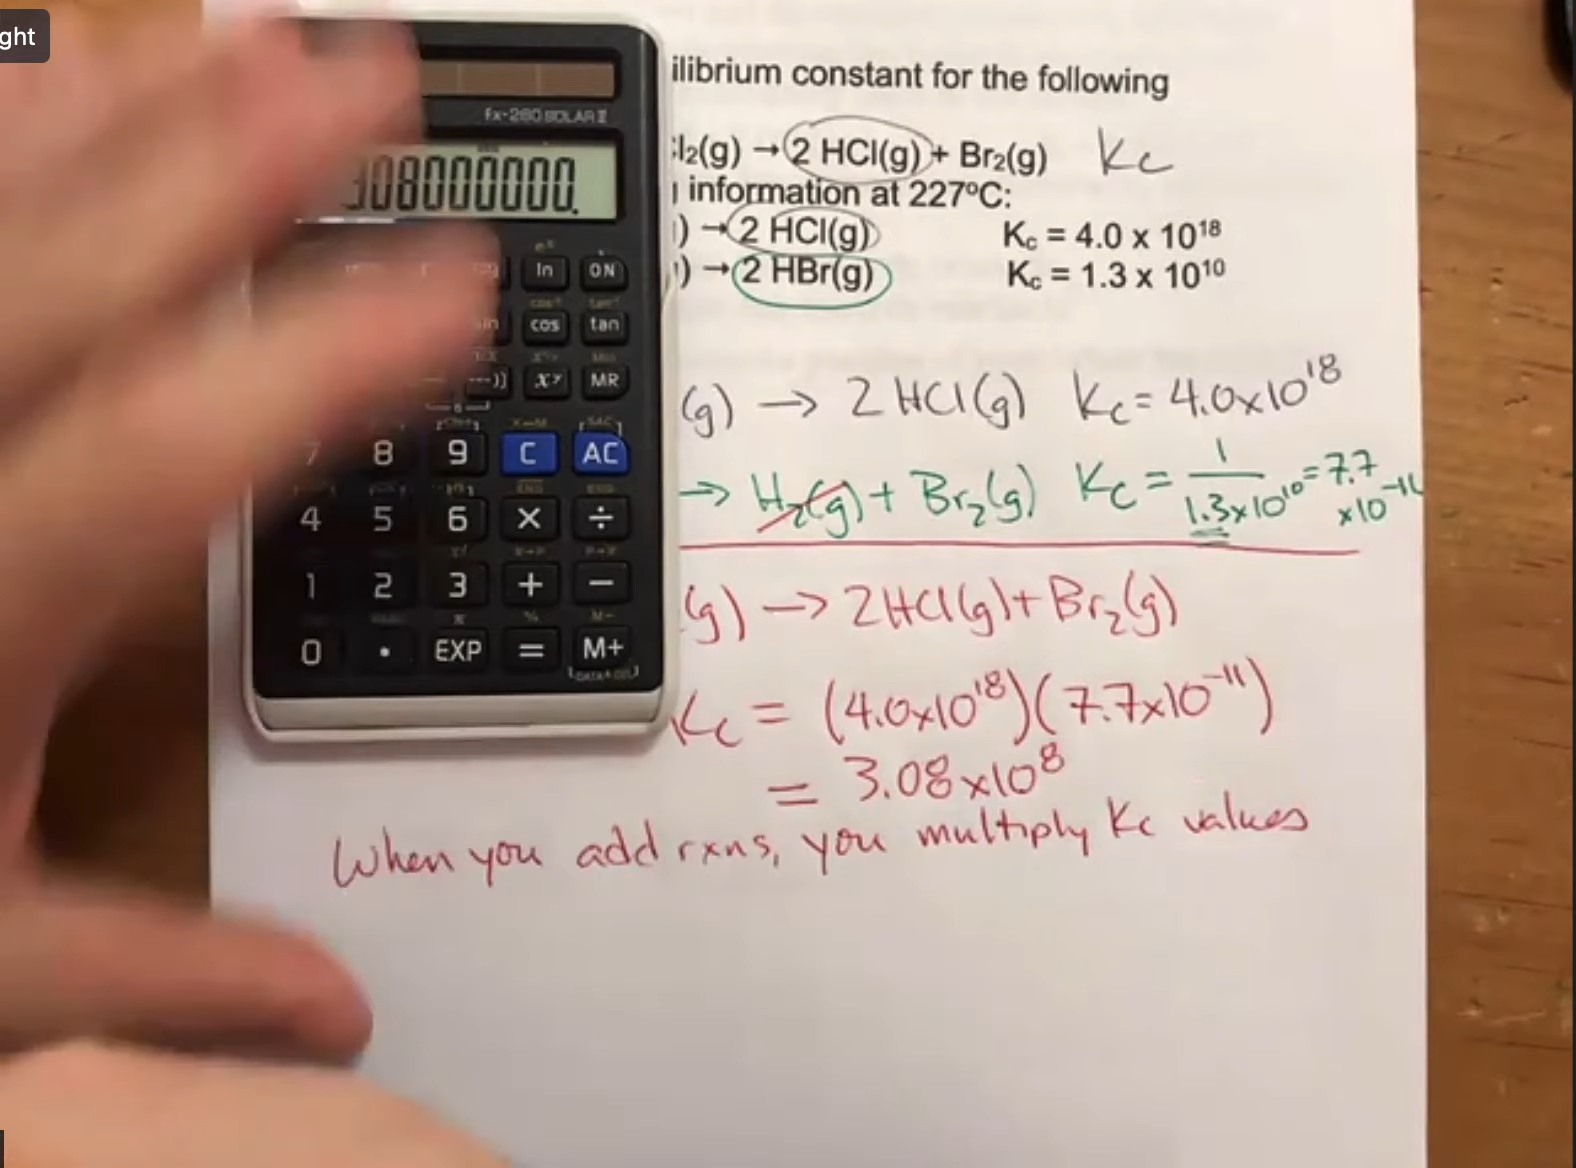 ght
ilibrium constant for the following
l₂(g) → 2 HCl(g) + Br₂(g) Kc
information at 227°C:
) → 2 HCl(g) Kc = 4.0 x 10¹⁸
) → 2 HBr(g) Kc = 1.3 x 10¹⁰
(g) → 2 HCl(g) Kc = 4.0x10¹⁸
→ H₂(g) + Br₂(g) Kc = 1/1.3x10¹⁰ = 7.7 x10⁻¹¹
(g) → 2HCl(g) + Br₂(g)
Kc = (4.0x10¹⁸)(7.7x10⁻¹¹)
= 3.08x10⁸
When you add rxns, you multiply Kc values
fx-260 SOLAR II
308000000.
ln ON
cos tan
---)] xʸ MR
7 8 9 C AC
4 5 6 × ÷
1 2 3 + −
0 . EXP = M+